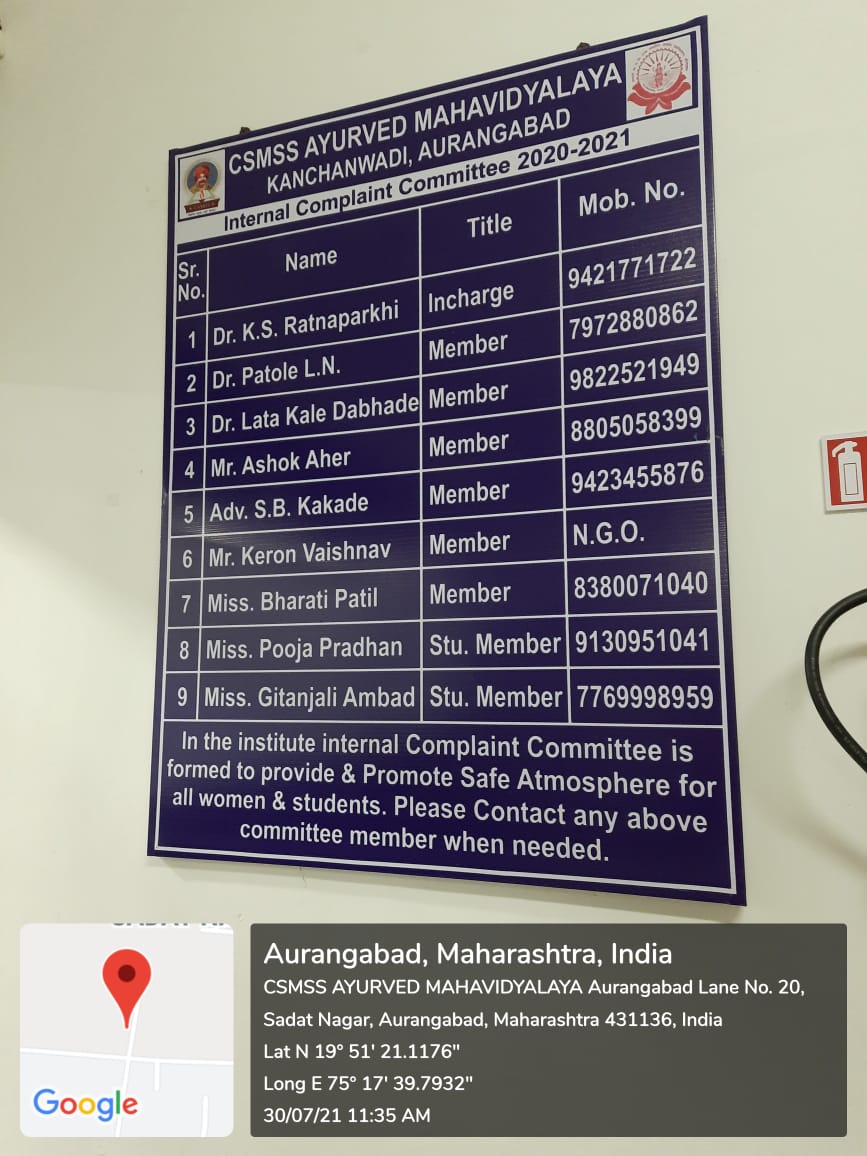 CSMSS AYURVED MAHAVIDYALAYA
KANCHANWADI, AURANGABAD
Internal Complaint Committee 2020-2021
Sr. No. Name Title Mob. No.
1 Dr. K.S. Ratnaparkhi Incharge 9421771722
2 Dr. Patole L.N. Member 7972880862
3 Dr. Lata Kale Dabhade Member 9822521949
4 Mr. Ashok Aher Member 8805058399
5 Adv. S.B. Kakade Member 9423455876
6 Mr. Keron Vaishnav Member N.G.O.
7 Miss. Bharati Patil Member 8380071040
8 Miss. Pooja Pradhan Stu. Member 9130951041
9 Miss. Gitanjali Ambad Stu. Member 7769998959
In the institute internal Complaint Committee is
formed to provide & Promote Safe Atmosphere for
all women & students. Please Contact any above
committee member when needed.
Google
Aurangabad, Maharashtra, India
CSMSS AYURVED MAHAVIDYALAYA Aurangabad Lane No. 20,
Sadat Nagar, Aurangabad, Maharashtra 431136, India
Lat N 19° 51' 21.1176"
Long E 75° 17' 39.7932"
30/07/21 11:35 AM